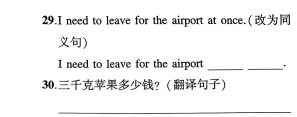 29.I need to leave for the airport at once.(改为同
义句)
I need to leave for the airport ______ ______.
30.三千克苹果多少钱?(翻译句子)